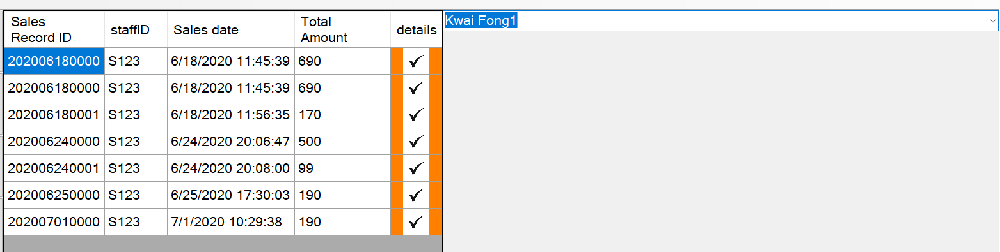 Sales Record ID staffID Sales date Total Amount details Kwai Fong1
202006180000 S123 6/18/2020 11:45:39 690
202006180000 S123 6/18/2020 11:45:39 690
202006180001 S123 6/18/2020 11:56:35 170
202006240000 S123 6/24/2020 20:06:47 500
202006240001 S123 6/24/2020 20:08:00 99
202006250000 S123 6/25/2020 17:30:03 190
202007010000 S123 7/1/2020 10:29:38 190